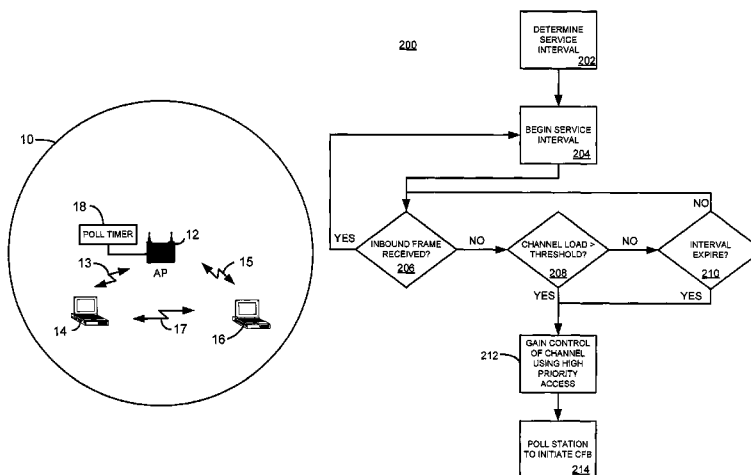 10
18
POLL TIMER
12
AP
13
15
14
17
16
200
DETERMINE
SERVICE
INTERVAL
202
BEGIN SERVICE
INTERVAL
204
YES
INBOUND FRAME
RECEIVED?
206
NO
CHANNEL LOAD >
THRESHOLD?
208
NO
INTERVAL
EXPIRE?
210
NO
YES
YES
212
GAIN CONTROL
OF CHANNEL
USING HIGH
PRIORITY
ACCESS
POLL STATION
TO INITIATE CFB
214